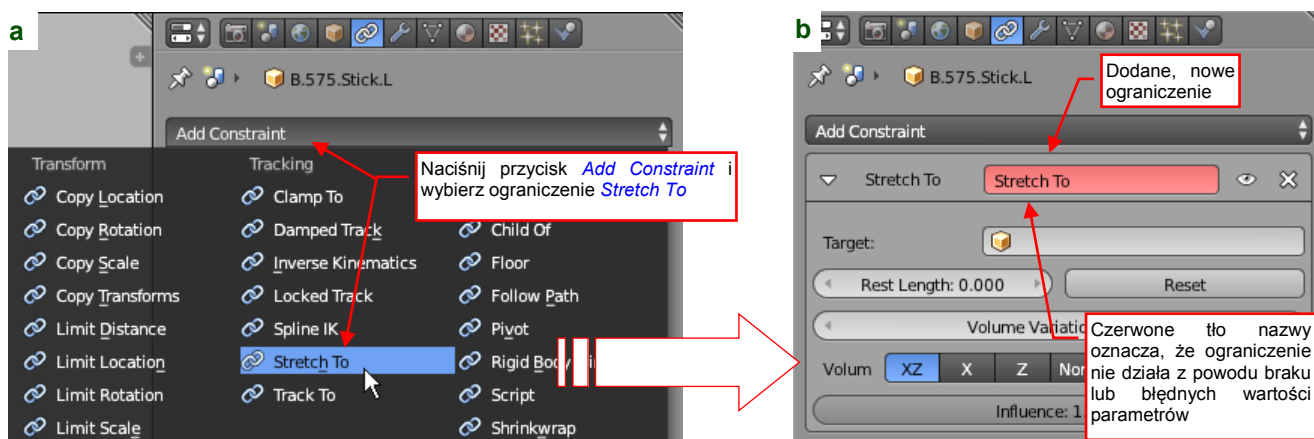 a
B.575.Stick.L
Add Constraint
Transform
Copy Location
Copy Rotation
Copy Scale
Copy Transforms
Limit Distance
Limit Location
Limit Rotation
Limit Scale
Tracking
Clamp To
Damped Track
Inverse Kinematics
Locked Track
Spline IK
Stretch To
Track To
Child Of
Floor
Follow Path
Pivot
Rigid Body
Script
Shrinkwrap
Naciśnij przycisk Add Constraint i
wybierz ograniczenie Stretch To
b
B.575.Stick.L
Dodane, nowe
ograniczenie
Add Constraint
Stretch To
Stretch To
Target:
Rest Length: 0.000
Reset
Volume
Volum
XZ
X
Z
Influence: 1.
Czerwone tło nazwy
oznacza, że ograniczenie
nie działa z powodu braku
lub błędnych wartości
parametrów